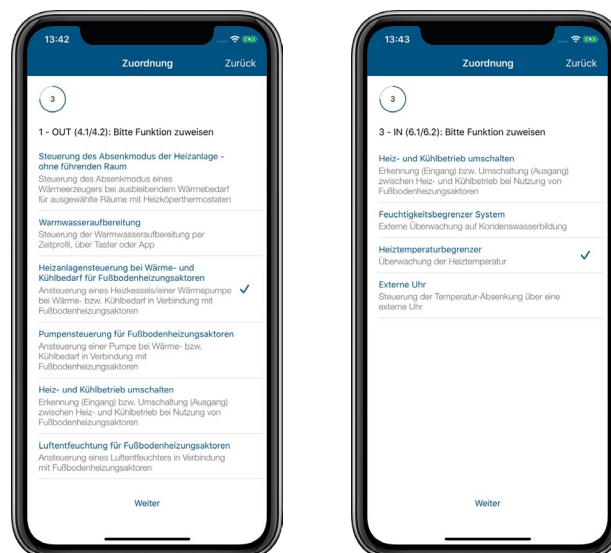 13:42
Zuordnung
Zurück
3
1 - OUT (4.1/4.2): Bitte Funktion zuweisen
Steuerung des Absenkmodus der Heizanlage -
ohne führenden Raum
Steuerung des Absenkmodus eines
Wärmeerzeugers bei ausbleibendem Wärmebedarf
für ausgewählte Räume mit Heizköperthermostaten
Warmwasseraufbereitung
Steuerung der Warmwasseraufbereitung per
Zeitprofil, über Taster oder App
Heizanlagensteuerung bei Wärme- und
Kühlbedarf für Fußbodenheizungsaktoren
Ansteuerung eines Heizkessels/einer Wärmepumpe
bei Wärme- bzw. Kühlbedarf in Verbindung mit
Fußbodenheizungsaktoren
Pumpensteuerung für Fußbodenheizungsaktoren
Ansteuerung einer Pumpe bei Wärme- bzw.
Kühlbedarf in Verbindung mit
Fußbodenheizungsaktoren
Heiz- und Kühlbetrieb umschalten
Erkennung (Eingang) bzw. Umschaltung (Ausgang)
zwischen Heiz- und Kühlbetrieb bei Nutzung von
Fußbodenheizungsaktoren
Luftentfeuchtung für Fußbodenheizungsaktoren
Ansteuerung eines Luftentfeuchters in Verbindung
mit Fußbodenheizungsaktoren
Weiter
13:43
Zuordnung
Zurück
3
3 - IN (6.1/6.2): Bitte Funktion zuweisen
Heiz- und Kühlbetrieb umschalten
Erkennung (Eingang) bzw. Umschaltung (Ausgang)
zwischen Heiz- und Kühlbetrieb bei Nutzung von
Fußbodenheizungsaktoren
Feuchtigkeitsbegrenzer System
Externe Überwachung auf Kondenswasserbildung
Heiztemperaturbegrenzer
Überwachung der Heiztemperatur
Externe Uhr
Steuerung der Temperatur-Absenkung über eine
externe Uhr
Weiter